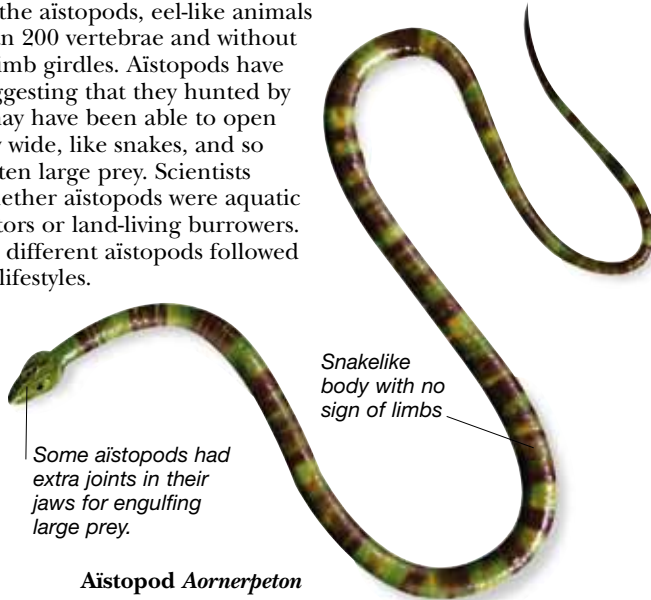 the aïstopods, eel-like animals
an 200 vertebrae and without
imb girdles. Aïstopods have
ggesting that they hunted by
may have been able to open
wide, like snakes, and so
ten large prey. Scientists
ether aïstopods were aquatic
tors or land-living burrowers.
different aïstopods followed
lifestyles.
Snakelike
body with no
sign of limbs
Some aïstopods had
extra joints in their
jaws for engulfing
large prey.
Aïstopod Aornerpeton